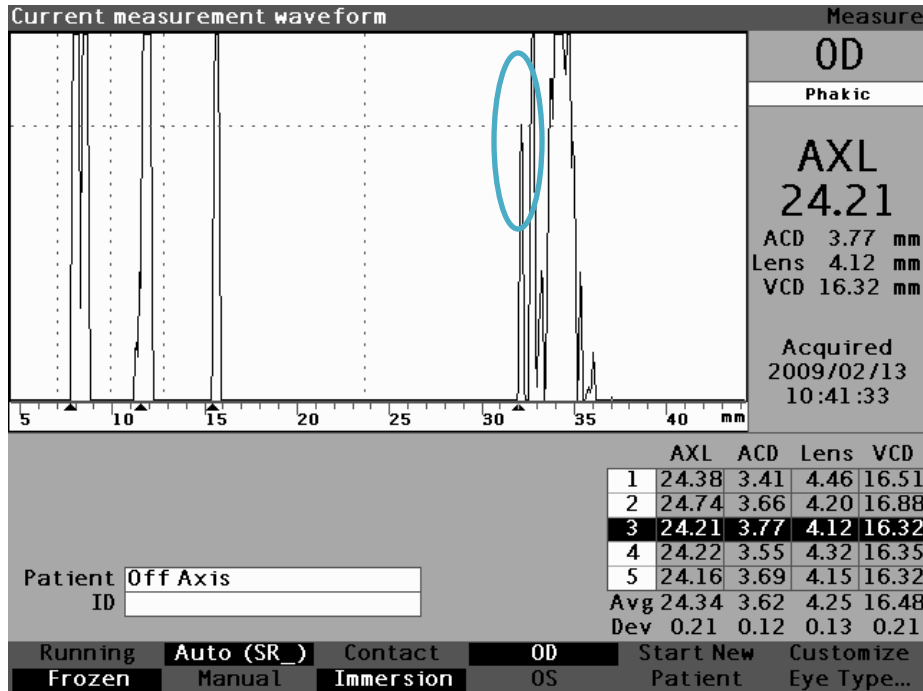 Current measurement waveform
Measure
OD
Phakic
AXL
24.21
ACD 3.77 mm
Lens 4.12 mm
VCD 16.32 mm
Acquired
2009/02/13
10:41:33
5 10 15 20 25 30 35 40 mm
AXL ACD Lens VCD
1 24.38 3.41 4.46 16.51
2 24.74 3.66 4.20 16.88
3 24.21 3.77 4.12 16.32
4 24.22 3.55 4.32 16.35
5 24.16 3.69 4.15 16.32
Avg 24.34 3.62 4.25 16.48
Dev 0.21 0.12 0.13 0.21
Patient Off Axis
ID
Running Auto (SR_) Contact OD Start New Customize
Frozen Manual Immersion OS Patient Eye Type...